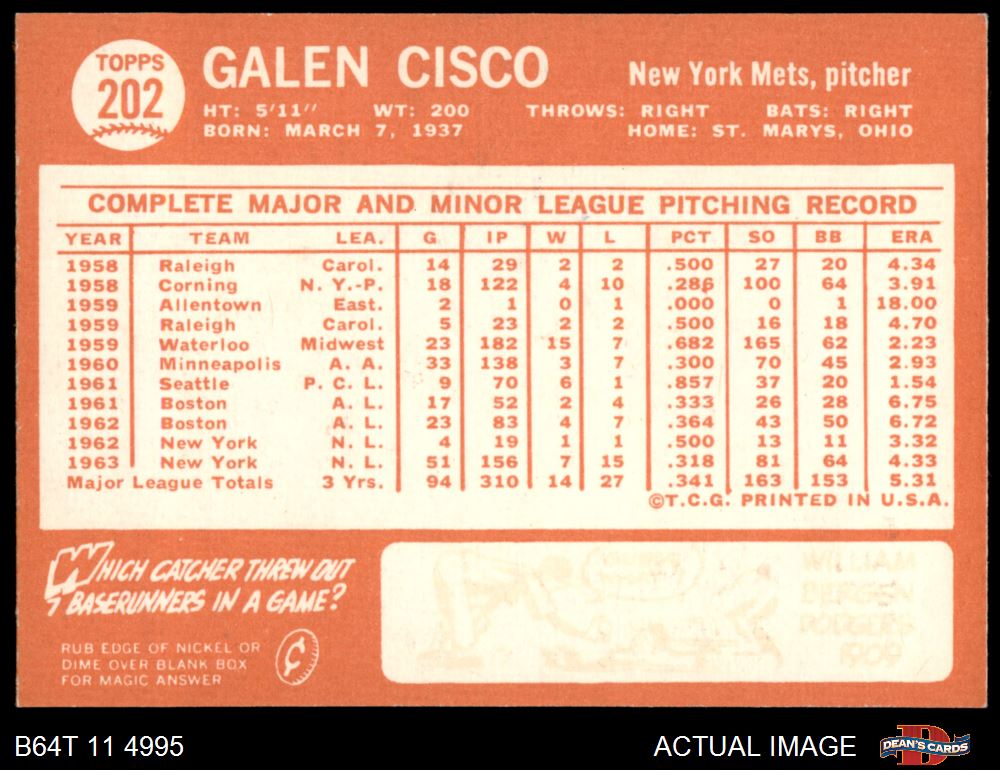 TOPPS
202
GALEN CISCO
New York Mets, pitcher
HT: 5'11" WT: 200 THROWS: RIGHT BATS: RIGHT
BORN: MARCH 7, 1937 HOME: ST. MARYS, OHIO
COMPLETE MAJOR AND MINOR LEAGUE PITCHING RECORD
YEAR TEAM LEA. G IP W L PCT SO BB ERA
1958 Raleigh Carol. 14 29 2 2 .500 27 20 4.34
1958 Corning N. Y.-P. 18 122 4 10 .286 100 64 3.91
1959 Allentown East. 2 1 0 1 .000 0 1 18.00
1959 Raleigh Carol. 5 23 2 2 .500 16 18 4.70
1959 Waterloo Midwest 23 182 15 7 .682 165 62 2.23
1960 Minneapolis A. A. 33 138 3 7 .300 70 45 2.93
1961 Seattle P. C. L. 9 70 6 1 .857 37 20 1.54
1961 Boston A. L. 17 52 2 4 .333 26 28 6.75
1962 Boston A. L. 23 83 4 7 .364 43 50 6.72
1962 New York N. L. 4 19 1 1 .500 13 11 3.32
1963 New York N. L. 51 156 7 15 .318 81 64 4.33
Major League Totals 3 Yrs. 94 310 14 27 .341 163 153 5.31
©T.C.G. PRINTED IN U.S.A.
WHICH CATCHER THREW OUT
7 BASERUNNERS IN A GAME?
RUB EDGE OF NICKEL OR
DIME OVER BLANK BOX
FOR MAGIC ANSWER
¢
WILLIAM
BERGEN
DODGERS
1909
B64T 11 4995
ACTUAL IMAGE
D
DEAN'S CARDS